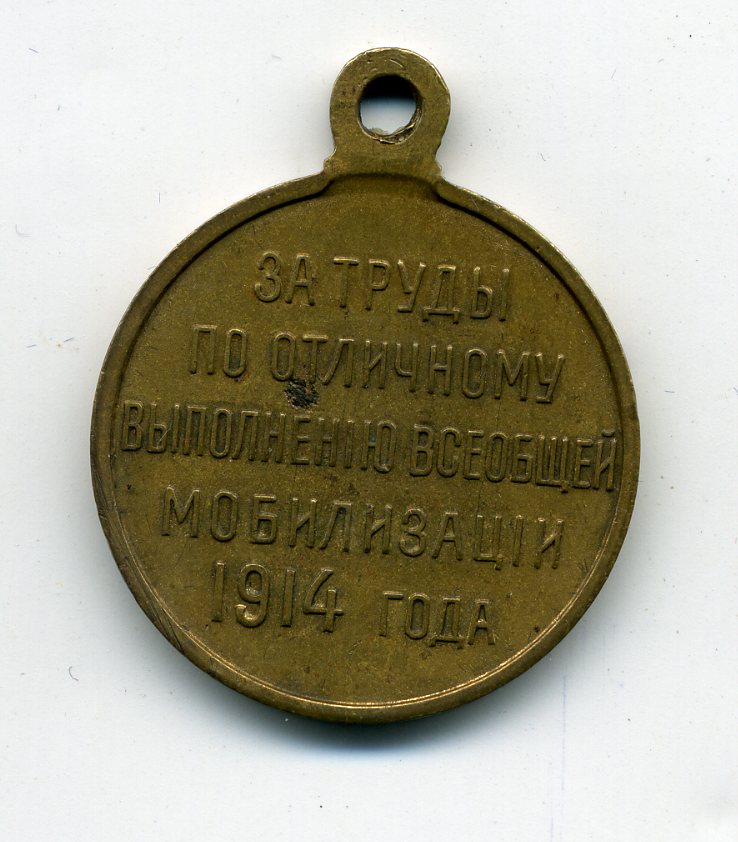 ЗА ТРУДЫ
ПО ОТЛИЧНОМУ
ВЫПОЛНЕНІЮ ВСЕОБЩЕЙ
МОБИЛИЗАЦІИ
1914 ГОДА